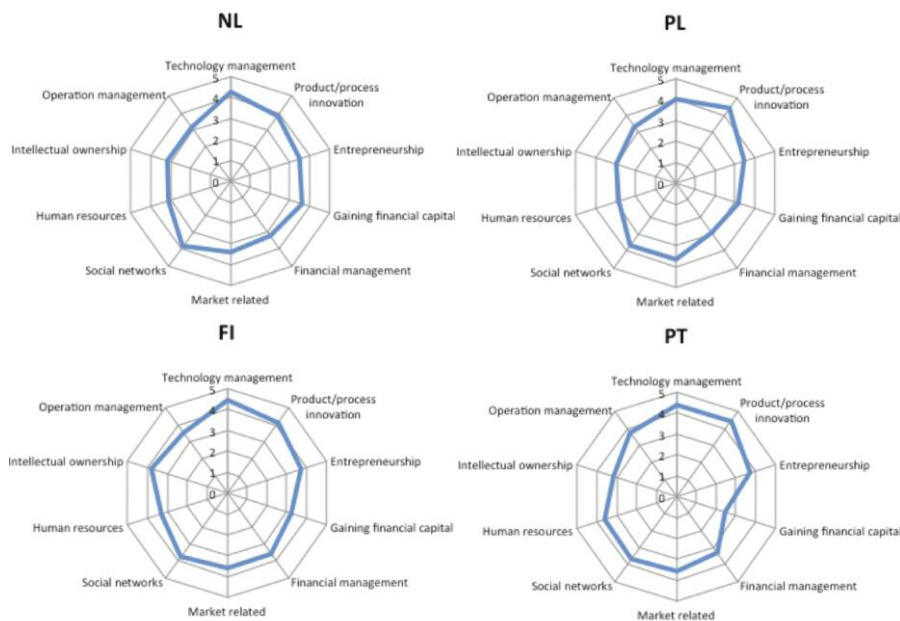 NL
Technology management
Product/process
innovation
Entrepreneurship
Gaining financial capital
Financial management
Market related
Social networks
Human resources
Intellectual ownership
Operation management
5
4
3
2
1
0
PL
Technology management
Product/process
innovation
Entrepreneurship
Gaining financial capital
Financial management
Market related
Social networks
Human resources
Intellectual ownership
Operation management
5
4
3
2
1
0
FI
Technology management
Product/process
innovation
Entrepreneurship
Gaining financial capital
Financial management
Market related
Social networks
Human resources
Intellectual ownership
Operation management
5
4
3
2
1
0
PT
Technology management
Product/process
innovation
Entrepreneurship
Gaining financial capital
Financial management
Market related
Social networks
Human resources
Intellectual ownership
Operation management
5
4
3
2
1
0